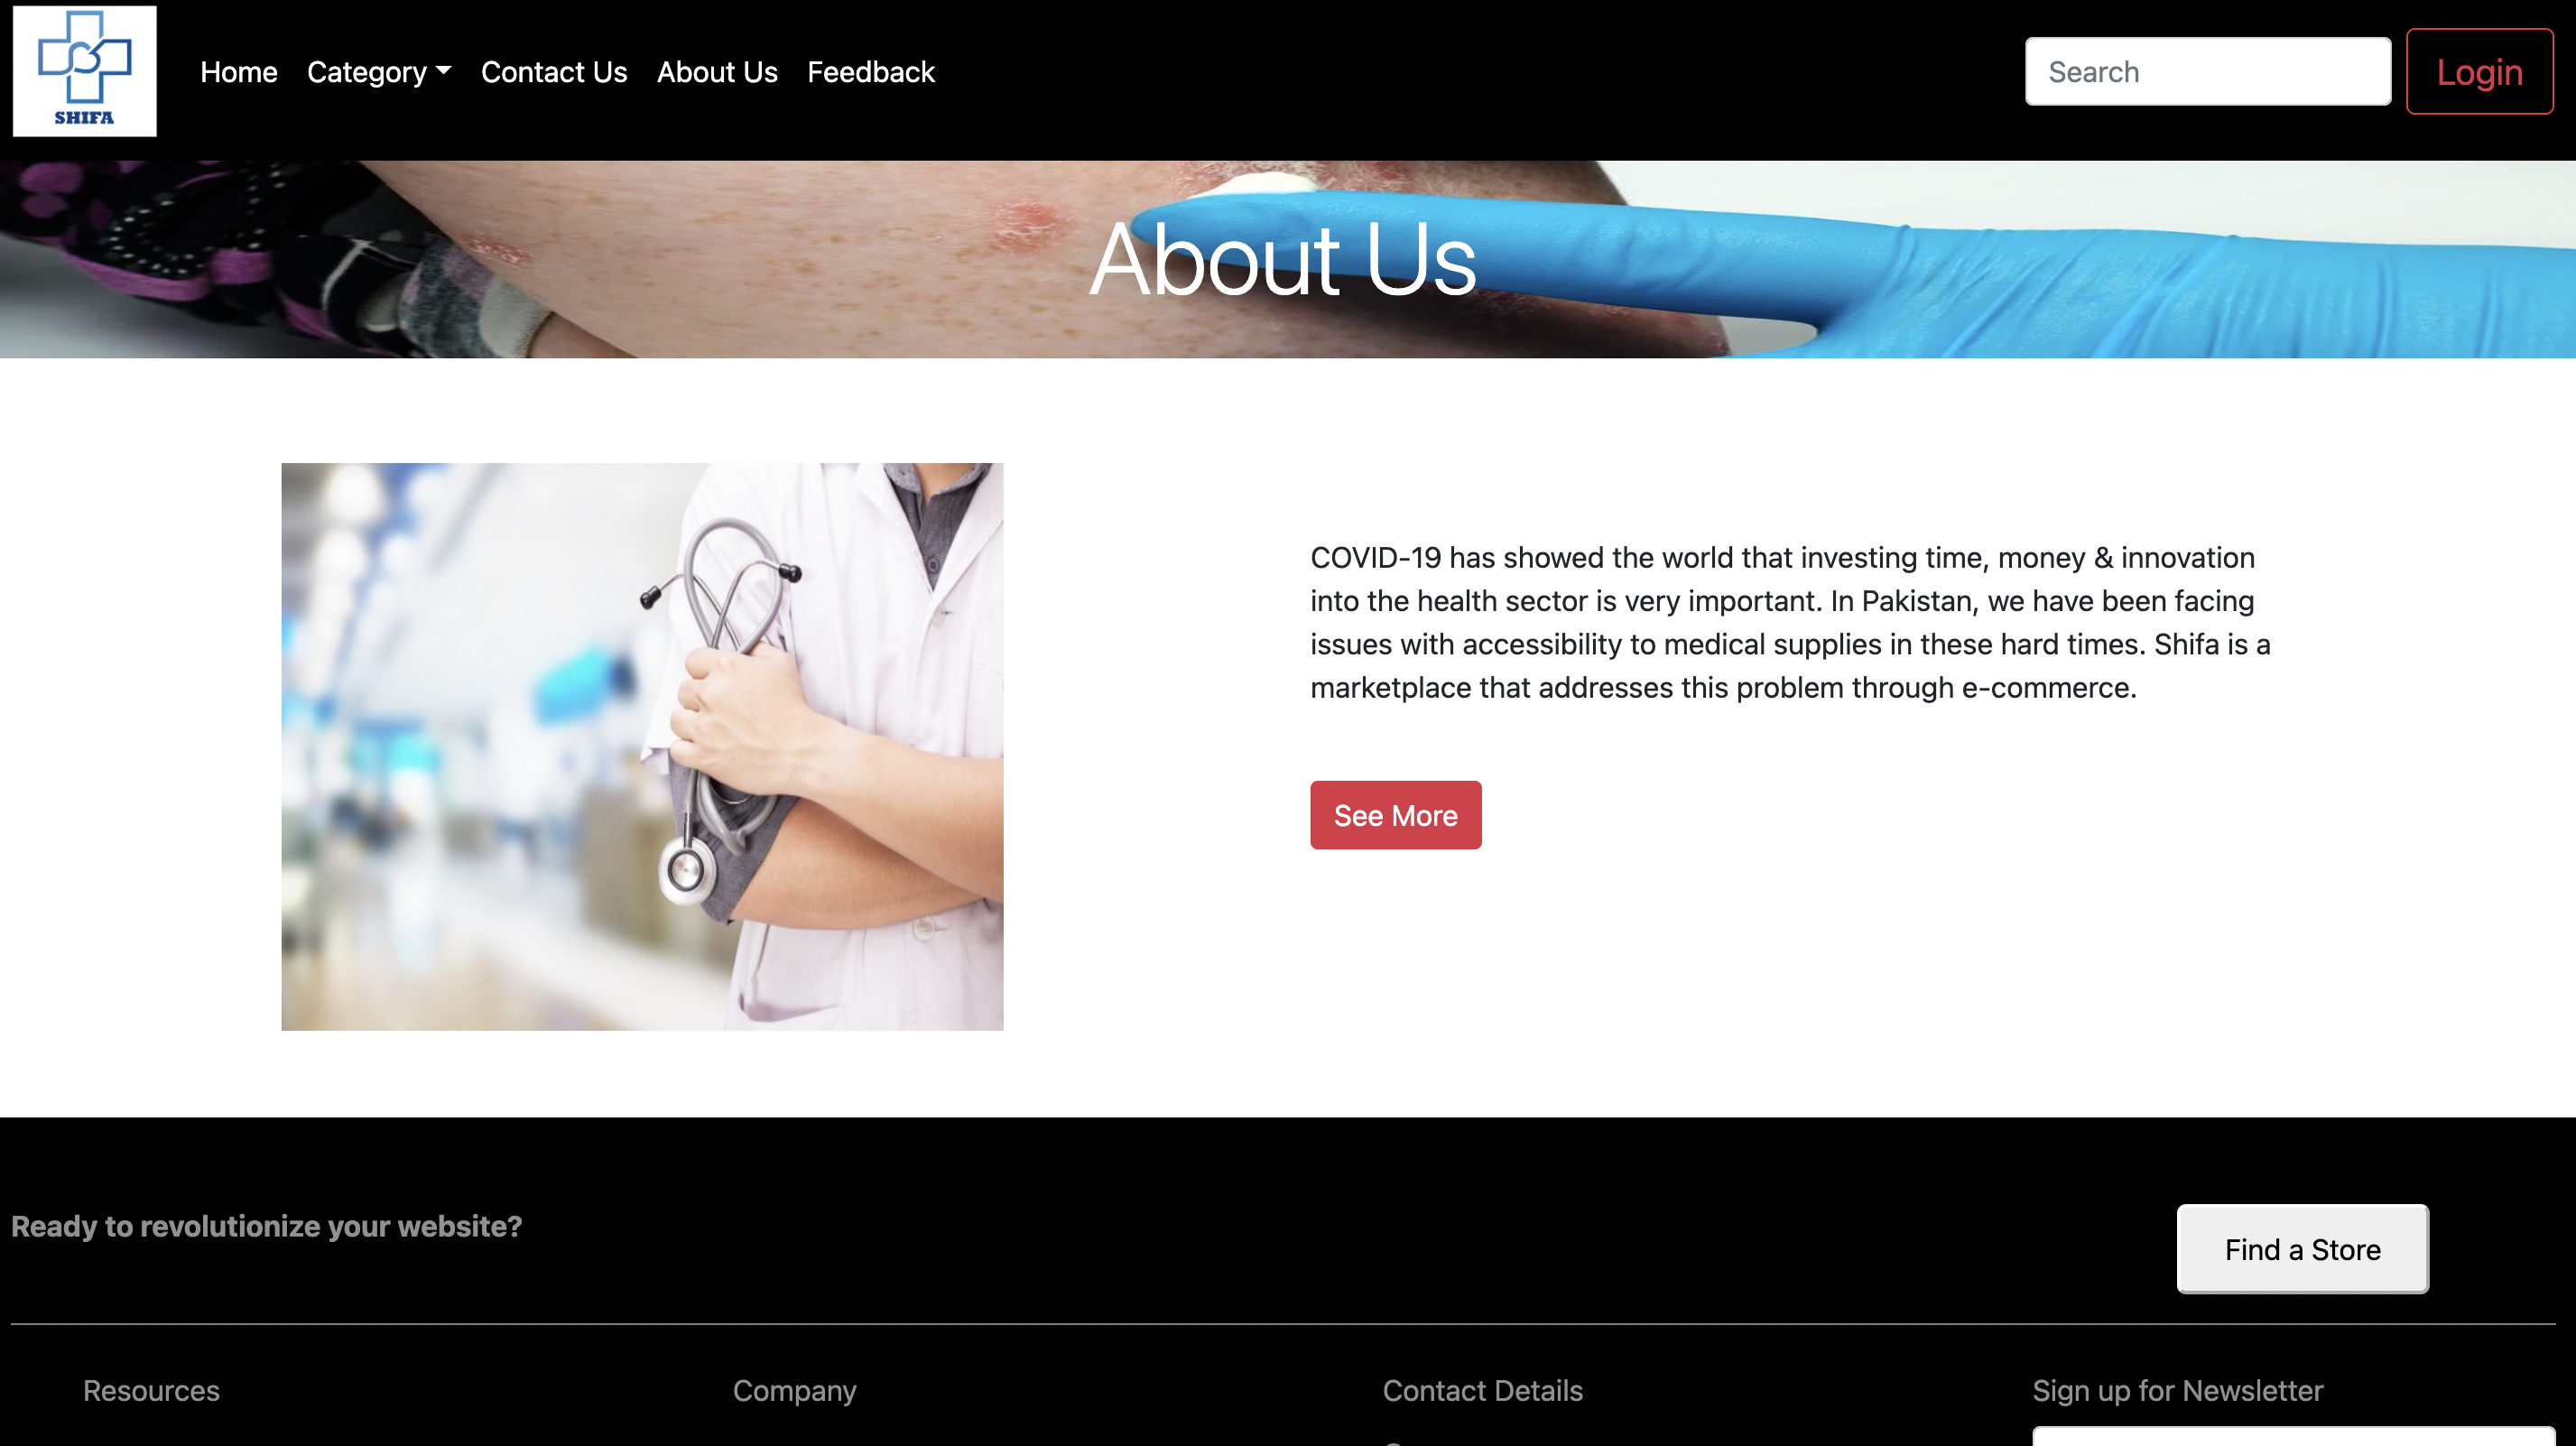 SHIFA
Home Category Contact Us About Us Feedback Search Login
About Us
COVID-19 has showed the world that investing time, money & innovation
into the health sector is very important. In Pakistan, we have been facing
issues with accessibility to medical supplies in these hard times. Shifa is a
marketplace that addresses this problem through e-commerce.
See More
Ready to revolutionize your website?
Find a Store
Resources Company Contact Details Sign up for Newsletter